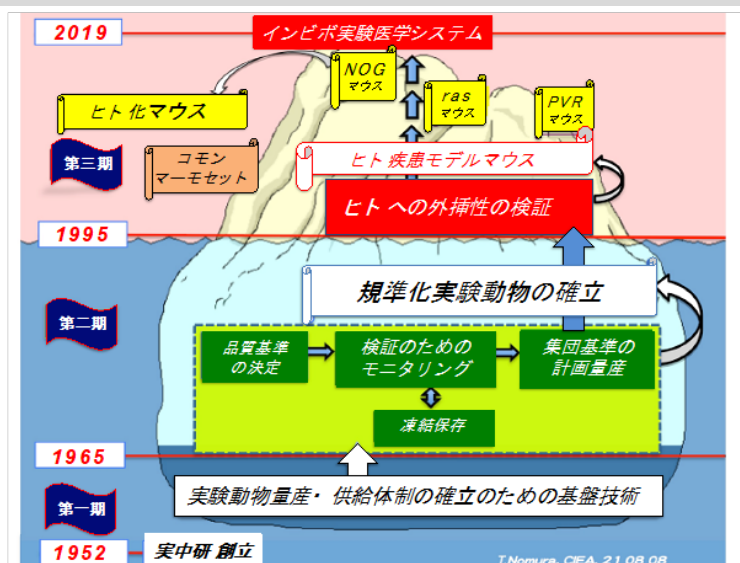 2019
インビボ実験医学システム
NOG
マウス
ras
マウス
PVR
マウス
ヒト化マウス
第三期
コモン
マーモセット
ヒト疾患モデルマウス
ヒトへの外挿性の検証
1995
規準化実験動物の確立
第二期
品質基準
の決定
検証のための
モニタリング
集団基準の
計画量産
凍結保存
1965
実験動物量産・供給体制の確立のための基盤技術
第一期
1952
実中研 創立
T.Nomura, CIEA, 21.08.08